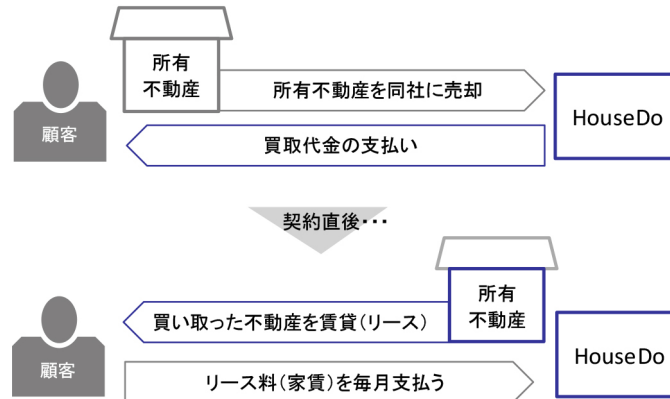 所有
不動産
所有不動産を同社に売却
HouseDo
顧客
買取代金の支払い
契約直後・・・
所有
不動産
買い取った不動産を賃貸(リース)
HouseDo
顧客
リース料(家賃)を毎月支払う